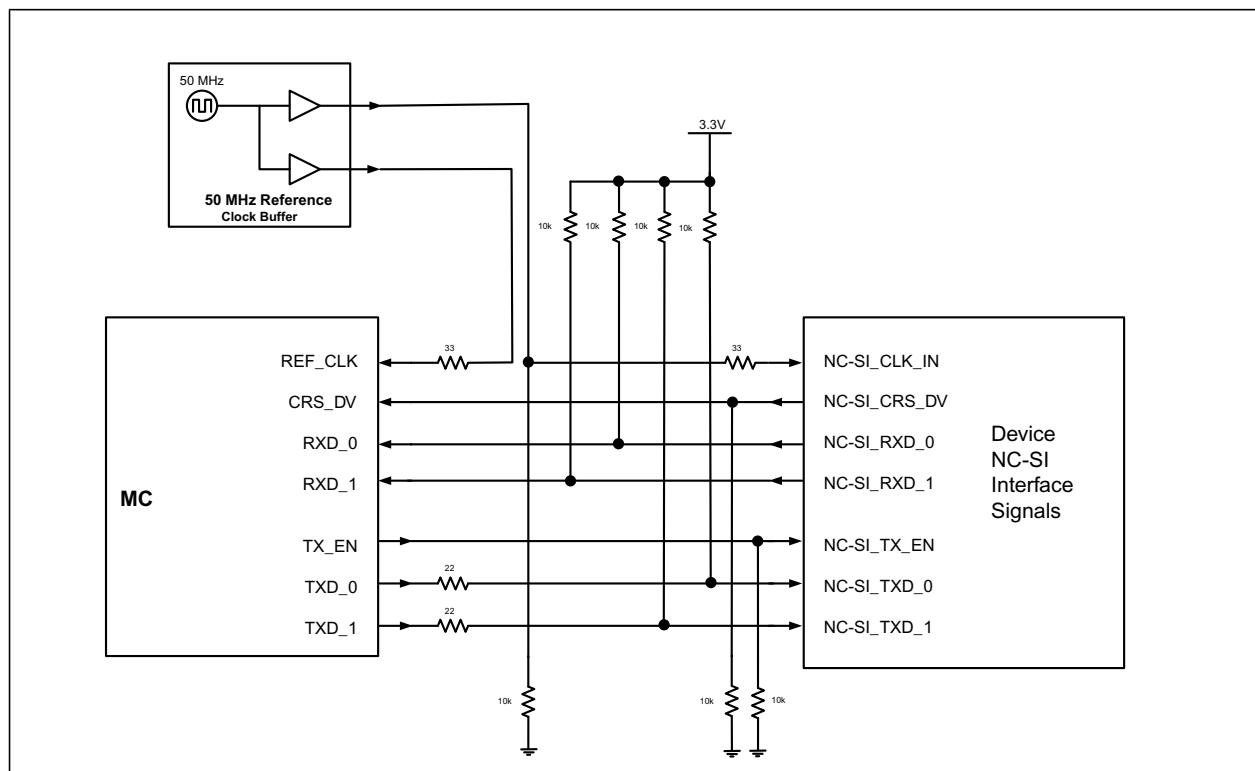 50 MHz
50 MHz Reference
Clock Buffer
3.3V
10k
10k
10k
10k
MC
REF_CLK
CRS_DV
RXD_0
RXD_1
TX_EN
TXD_0
TXD_1
33
22
22
33
NC-SI_CLK_IN
NC-SI_CRS_DV
NC-SI_RXD_0
NC-SI_RXD_1
NC-SI_TX_EN
NC-SI_TXD_0
NC-SI_TXD_1
Device
NC-SI
Interface
Signals
10k
10k
10k